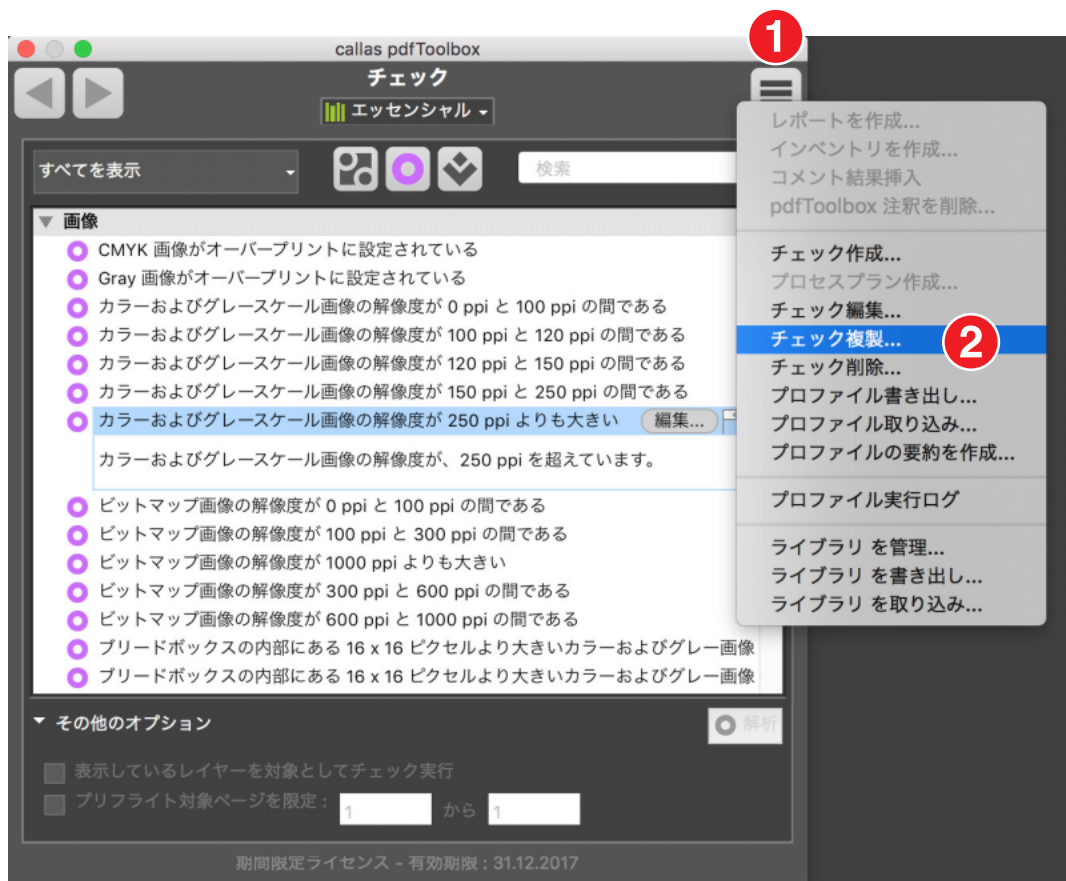 1
callas pdfToolbox
チェック
エッセンシャル
すべてを表示
検索
画像
CMYK 画像がオーバープリントに設定されている
Gray 画像がオーバープリントに設定されている
カラーおよびグレースケール画像の解像度が 0 ppi と 100 ppi の間である
カラーおよびグレースケール画像の解像度が 100 ppi と 120 ppi の間である
カラーおよびグレースケール画像の解像度が 120 ppi と 150 ppi の間である
カラーおよびグレースケール画像の解像度が 150 ppi と 250 ppi の間である
カラーおよびグレースケール画像の解像度が 250 ppi よりも大きい 編集...
カラーおよびグレースケール画像の解像度が、250 ppi を超えています。
ビットマップ画像の解像度が 0 ppi と 100 ppi の間である
ビットマップ画像の解像度が 100 ppi と 300 ppi の間である
ビットマップ画像の解像度が 1000 ppi よりも大きい
ビットマップ画像の解像度が 300 ppi と 600 ppi の間である
ビットマップ画像の解像度が 600 ppi と 1000 ppi の間である
ブリードボックスの内部にある 16 x 16 ピクセルより大きいカラーおよびグレー画像
ブリードボックスの内部にある 16 x 16 ピクセルより大きいカラーおよびグレー画像
その他のオプション
解析
表示しているレイヤーを対象としてチェック実行
プリフライト対象ページを限定 : 1 から 1
期間限定ライセンス - 有効期限 : 31.12.2017
レポートを作成...
インベントリを作成...
コメント結果挿入
pdfToolbox 注釈を削除...
チェック作成...
プロセスプラン作成...
チェック編集...
チェック複製... 2
チェック削除...
プロファイル書き出し...
プロファイル取り込み...
プロファイルの要約を作成...
プロファイル実行ログ
ライブラリ を管理...
ライブラリ を書き出し...
ライブラリ を取り込み...